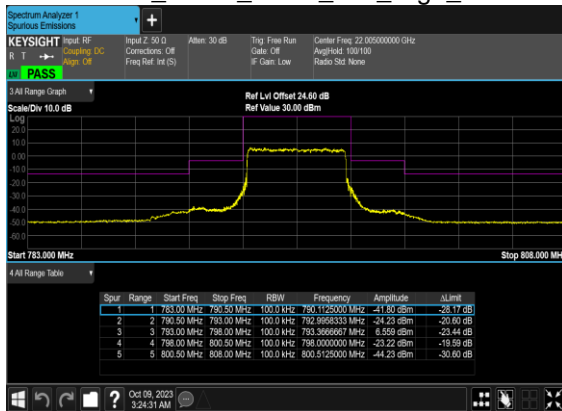 Spectrum Analyzer 1
Spurious Emissions
KEYSIGHT Input: RF
R T Coupling: DC
Align: Off
Input Z: 50 Ω
Corrections: Off
Freq Ref: Int (S)
Atten: 30 dB
Trig: Free Run
Gate: Off
IF Gain: Low
Center Freq: 22.005000000 GHz
Avg|Hold: 100/100
Radio Std: None
PASS
3 All Range Graph
Ref Lvl Offset 24.60 dB
Scale/Div 10.0 dB
Ref Value 30.00 dBm
Log
20.0
10.0
0.00
-10.0
-20.0
-30.0
-40.0
-50.0
-60.0
Start 783.000 MHz
Stop 808.000 MH
4 All Range Table
Spur Range Start Freq Stop Freq RBW Frequency Amplitude ΔLimit
1 1 783.00 MHz 790.50 MHz 100.0 kHz 790.1125000 MHz -41.80 dBm -28.17 dB
2 2 790.50 MHz 793.00 MHz 100.0 kHz 792.9958333 MHz -24.23 dBm -20.60 dB
3 3 793.00 MHz 798.00 MHz 100.0 kHz 793.3666667 MHz 6.559 dBm -23.44 dB
4 4 798.00 MHz 800.50 MHz 100.0 kHz 798.0000000 MHz -23.22 dBm -19.59 dB
5 5 800.50 MHz 808.00 MHz 100.0 kHz 800.5125000 MHz -44.23 dBm -30.60 dB
Oct 09, 2023
3:24:31 AM